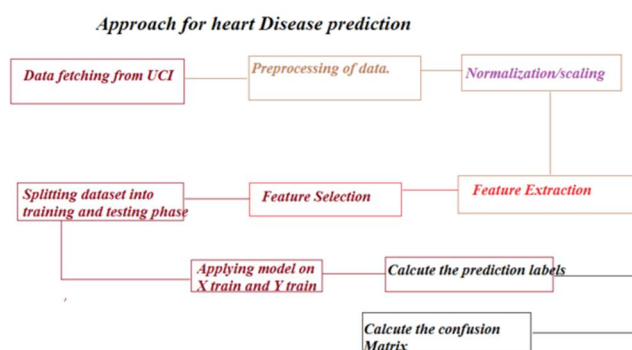 Approach for heart Disease prediction
Data fetching from UCI
Preprocessing of data.
Normalization/scaling
Splitting dataset into
training and testing phase
Feature Selection
Feature Extraction
Applying model on
X train and Y train
Calcute the prediction labels
Calcute the confusion
Matrix